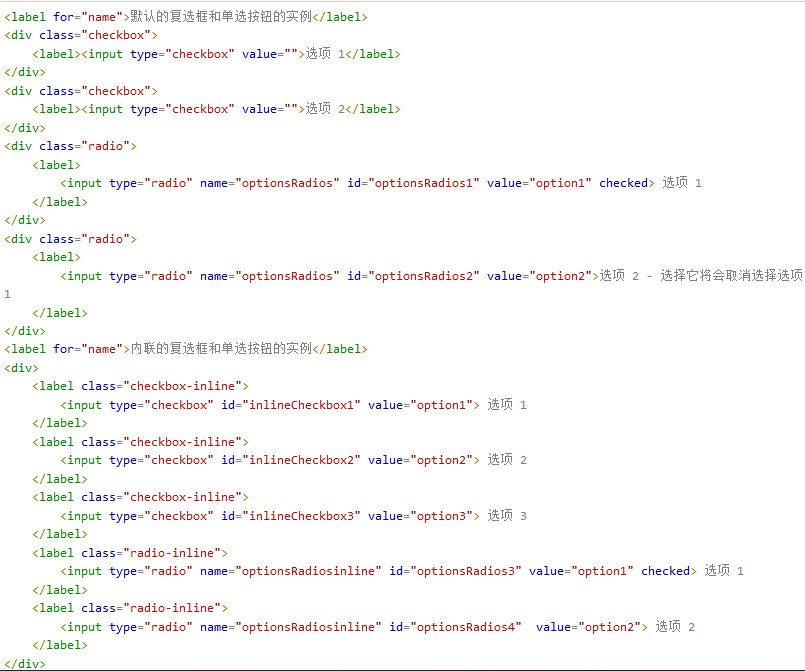 <label for="name">默认的复选框和单选按钮的实例</label>
<div class="checkbox">
    <label><input type="checkbox" value="">选项 1</label>
</div>
<div class="checkbox">
    <label><input type="checkbox" value="">选项 2</label>
</div>
<div class="radio">
    <label>
        <input type="radio" name="optionsRadios" id="optionsRadios1" value="option1" checked> 选项 1
    </label>
</div>
<div class="radio">
    <label>
        <input type="radio" name="optionsRadios" id="optionsRadios2" value="option2">选项 2 - 选择它将会取消选择选项
1
    </label>
</div>
<label for="name">内联的复选框和单选按钮的实例</label>
<div>
    <label class="checkbox-inline">
        <input type="checkbox" id="inlineCheckbox1" value="option1"> 选项 1
    </label>
    <label class="checkbox-inline">
        <input type="checkbox" id="inlineCheckbox2" value="option2"> 选项 2
    </label>
    <label class="checkbox-inline">
        <input type="checkbox" id="inlineCheckbox3" value="option3"> 选项 3
    </label>
    <label class="radio-inline">
        <input type="radio" name="optionsRadiosinline" id="optionsRadios3" value="option1" checked> 选项 1
    </label>
    <label class="radio-inline">
        <input type="radio" name="optionsRadiosinline" id="optionsRadios4"  value="option2"> 选项 2
    </label>
</div>